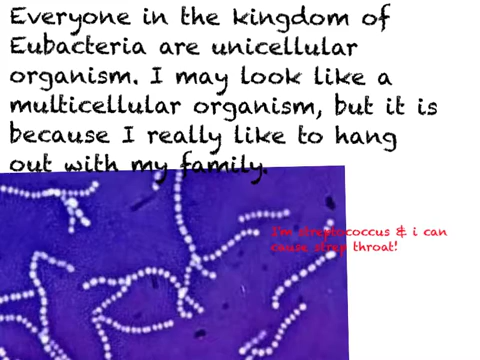 Everyone in the kingdom of
Eubacteria are unicellular
organism. I may look like a
multicellular organism, but it is
because I really like to hang
out with my family.
I'm streptococcus & i can
cause strep throat!